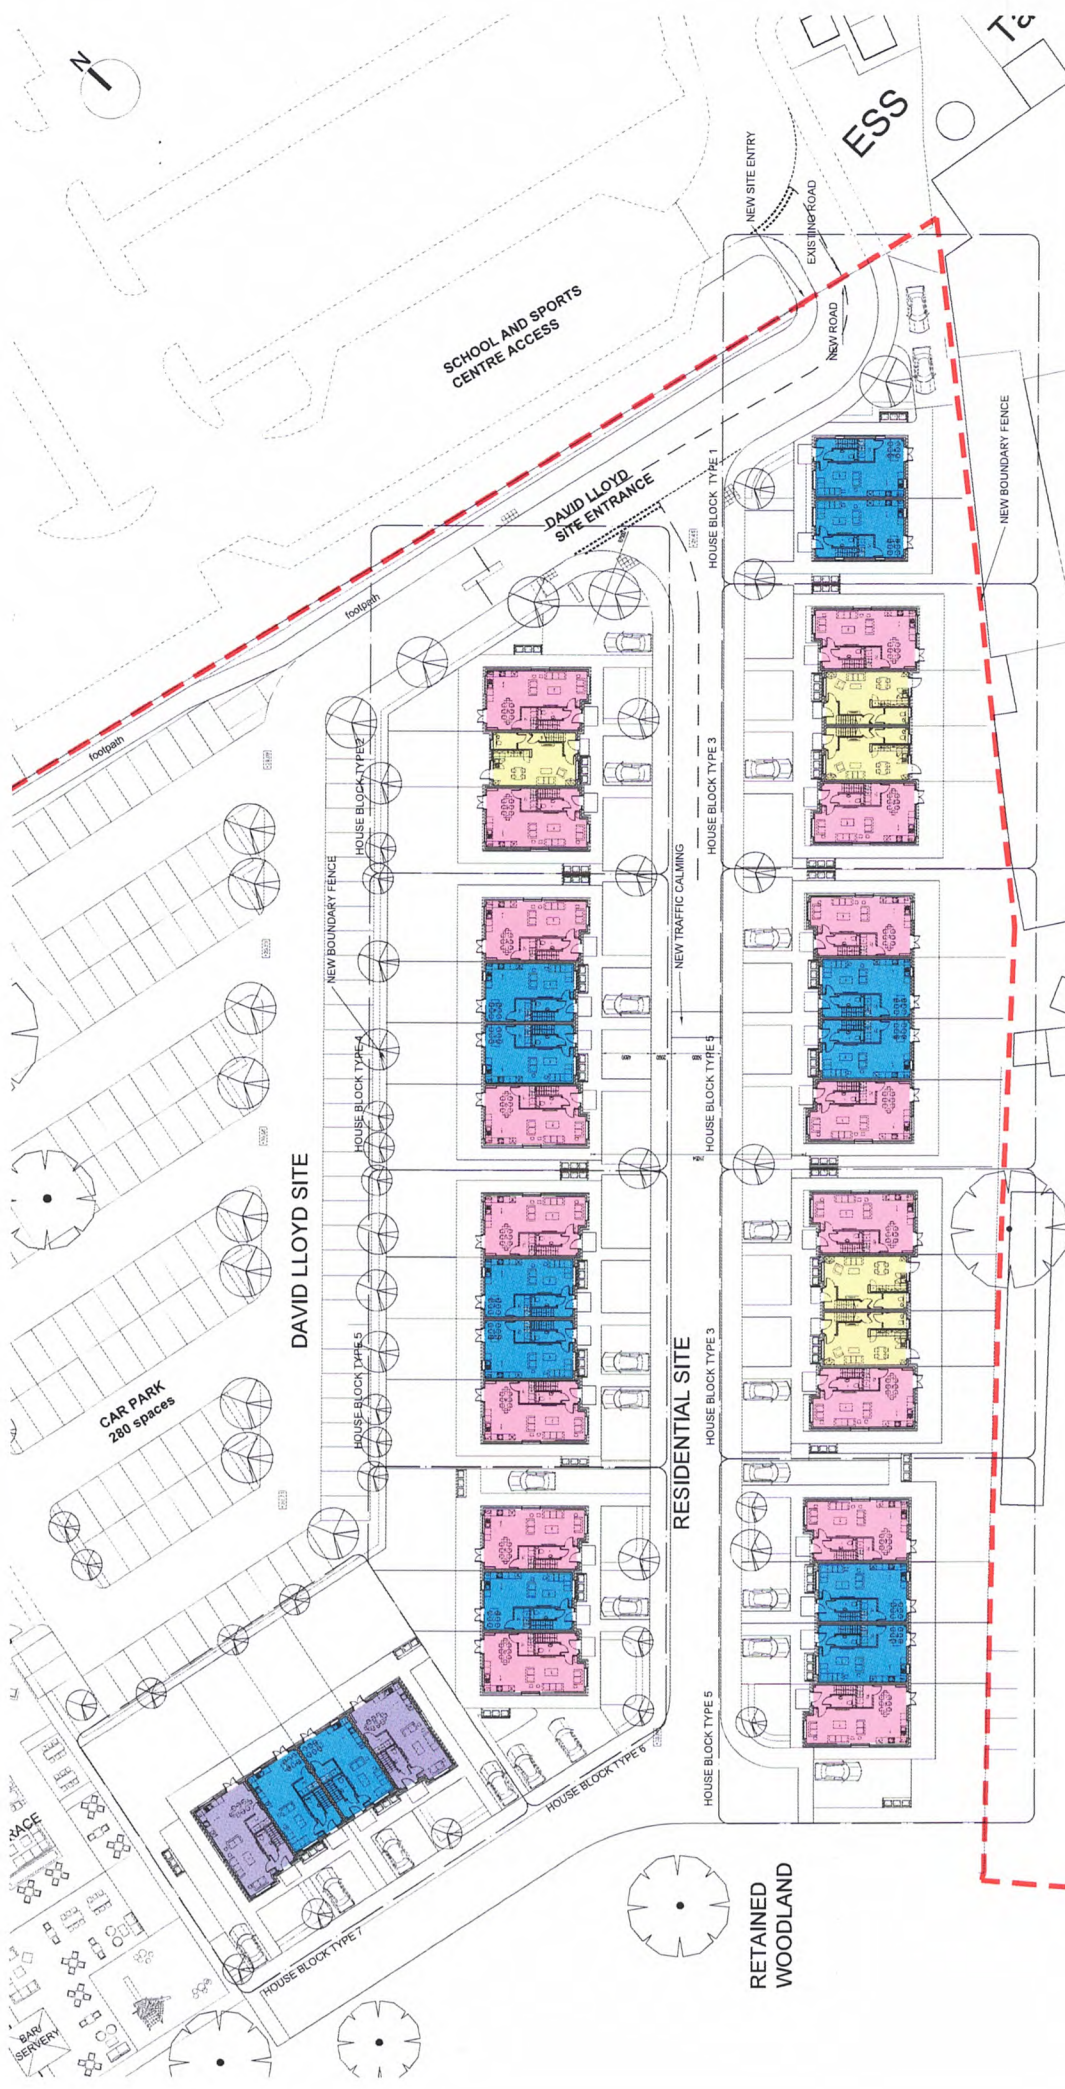 N
Ta
ESS
NEW SITE ENTRY
EXISTING ROAD
SCHOOL AND SPORTS
CENTRE ACCESS
NEW ROAD
NEW BOUNDARY FENCE
HOUSE BLOCK TYPE 1
DAVID LLOYD
SITE ENTRANCE
footpath
footpath
HOUSE BLOCK TYPE 2
HOUSE BLOCK TYPE 3
NEW BOUNDARY FENCE
NEW TRAFFIC CALMING
HOUSE BLOCK TYPE 4
HOUSE BLOCK TYPE 5
DAVID LLOYD SITE
CAR PARK
280 spaces
HOUSE BLOCK TYPE 5
RESIDENTIAL SITE
HOUSE BLOCK TYPE 3
HOUSE BLOCK TYPE 6
HOUSE BLOCK TYPE 5
RACE
HOUSE BLOCK TYPE 7
BAR/
SERVERY
RETAINED
WOODLAND